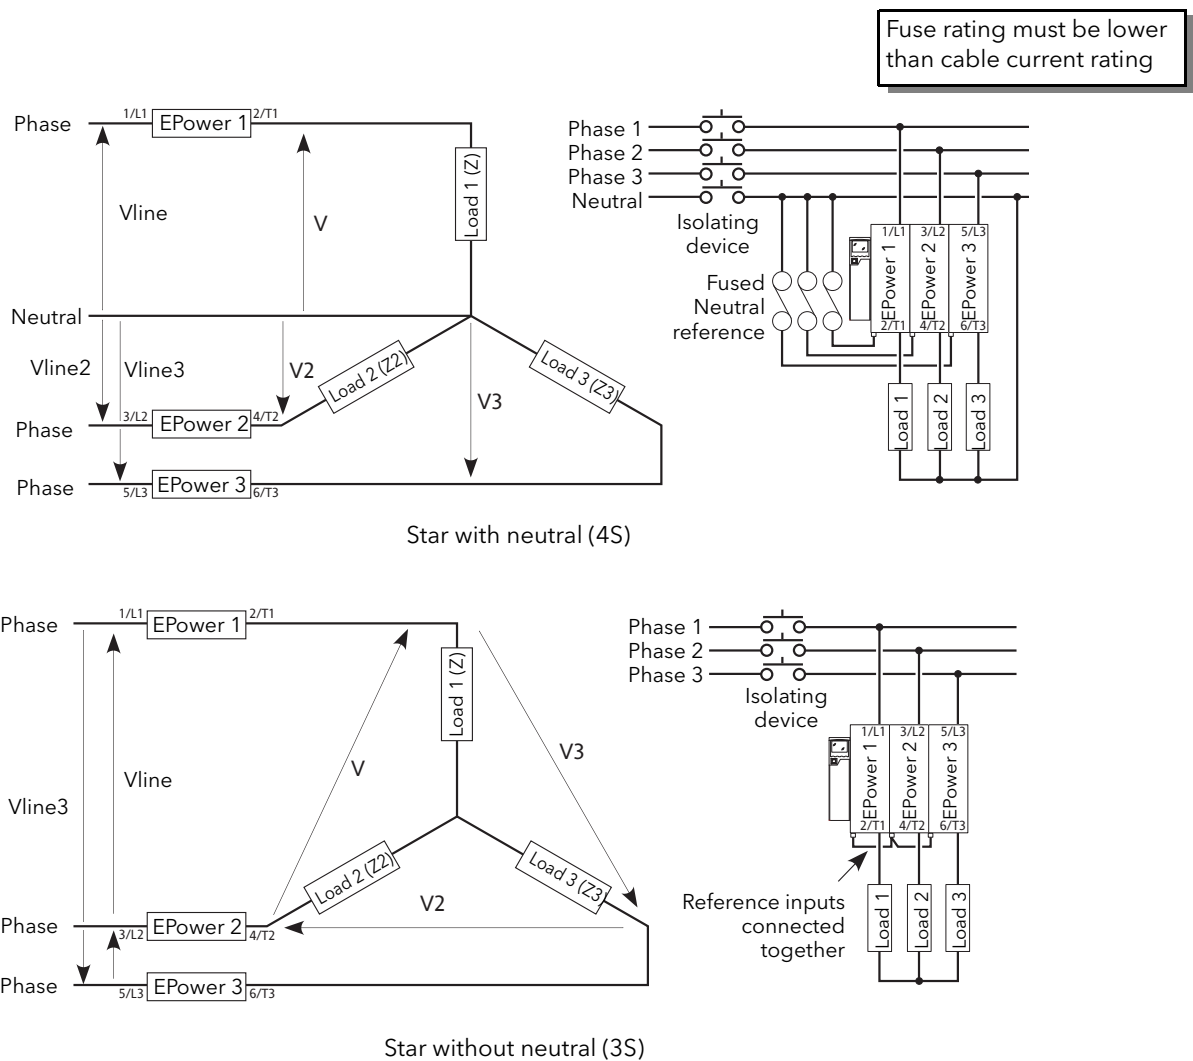 Fuse rating must be lower
than cable current rating
Phase
1/L1
EPower 1
2/T1
Vline
V
Load 1 (Z)
Neutral
Vline2
Vline3
V2
Load 2 (Z2)
Load 3 (Z3)
V3
Phase
3/L2
EPower 2
4/T2
Phase
5/L3
EPower 3
6/T3
Phase 1
Phase 2
Phase 3
Neutral
Isolating
device
Fused
Neutral
reference
1/L1
3/L2
5/L3
EPower 1
EPower 2
EPower 3
2/T1
4/T2
6/T3
Load 1
Load 2
Load 3
Star with neutral (4S)
Phase
1/L1
EPower 1
2/T1
Load 1 (Z)
Vline3
Vline
V
V3
Load 2 (Z2)
Load 3 (Z3)
V2
Phase
3/L2
EPower 2
4/T2
Phase
5/L3
EPower 3
6/T3
Phase 1
Phase 2
Phase 3
Isolating
device
1/L1
3/L2
5/L3
EPower 1
EPower 2
EPower 3
2/T1
4/T2
6/T3
Reference inputs
connected
together
Load 1
Load 2
Load 3
Star without neutral (3S)